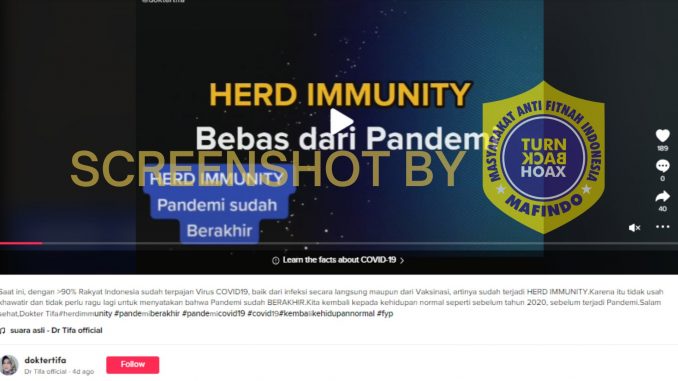 @doktertifa
HERD IMMUNITY
Bebas dari Pandemi
SCREENSHOT BY
MASYARAKAT ANTI FITNAH INDONESIA
TURN
BACK
HOAX
MAFINDO
HERD IMMUNITY
Pandemi sudah
Berakhir
189
0
40
Learn the facts about COVID-19
Saat ini, dengan >90% Rakyat Indonesia sudah terpajan Virus COVID19, baik dari infeksi secara langsung maupun dari Vaksinasi, artinya sudah terjadi HERD IMMUNITY.Karena itu tidak usah
khawatir dan tidak perlu ragu lagi untuk menyatakan bahwa Pandemi sudah BERAKHIR.Kita kembali kepada kehidupan normal seperti sebelum tahun 2020, sebelum terjadi Pandemi.Salam
sehat,Dokter Tifa#herdimmunity #pandemiberakhir #pandemicovid19 #covid19#kembalikehidupannormal #fyp
suara asli - Dr Tifa official
doktertifa
Dr Tifa official · 4d ago
Follow